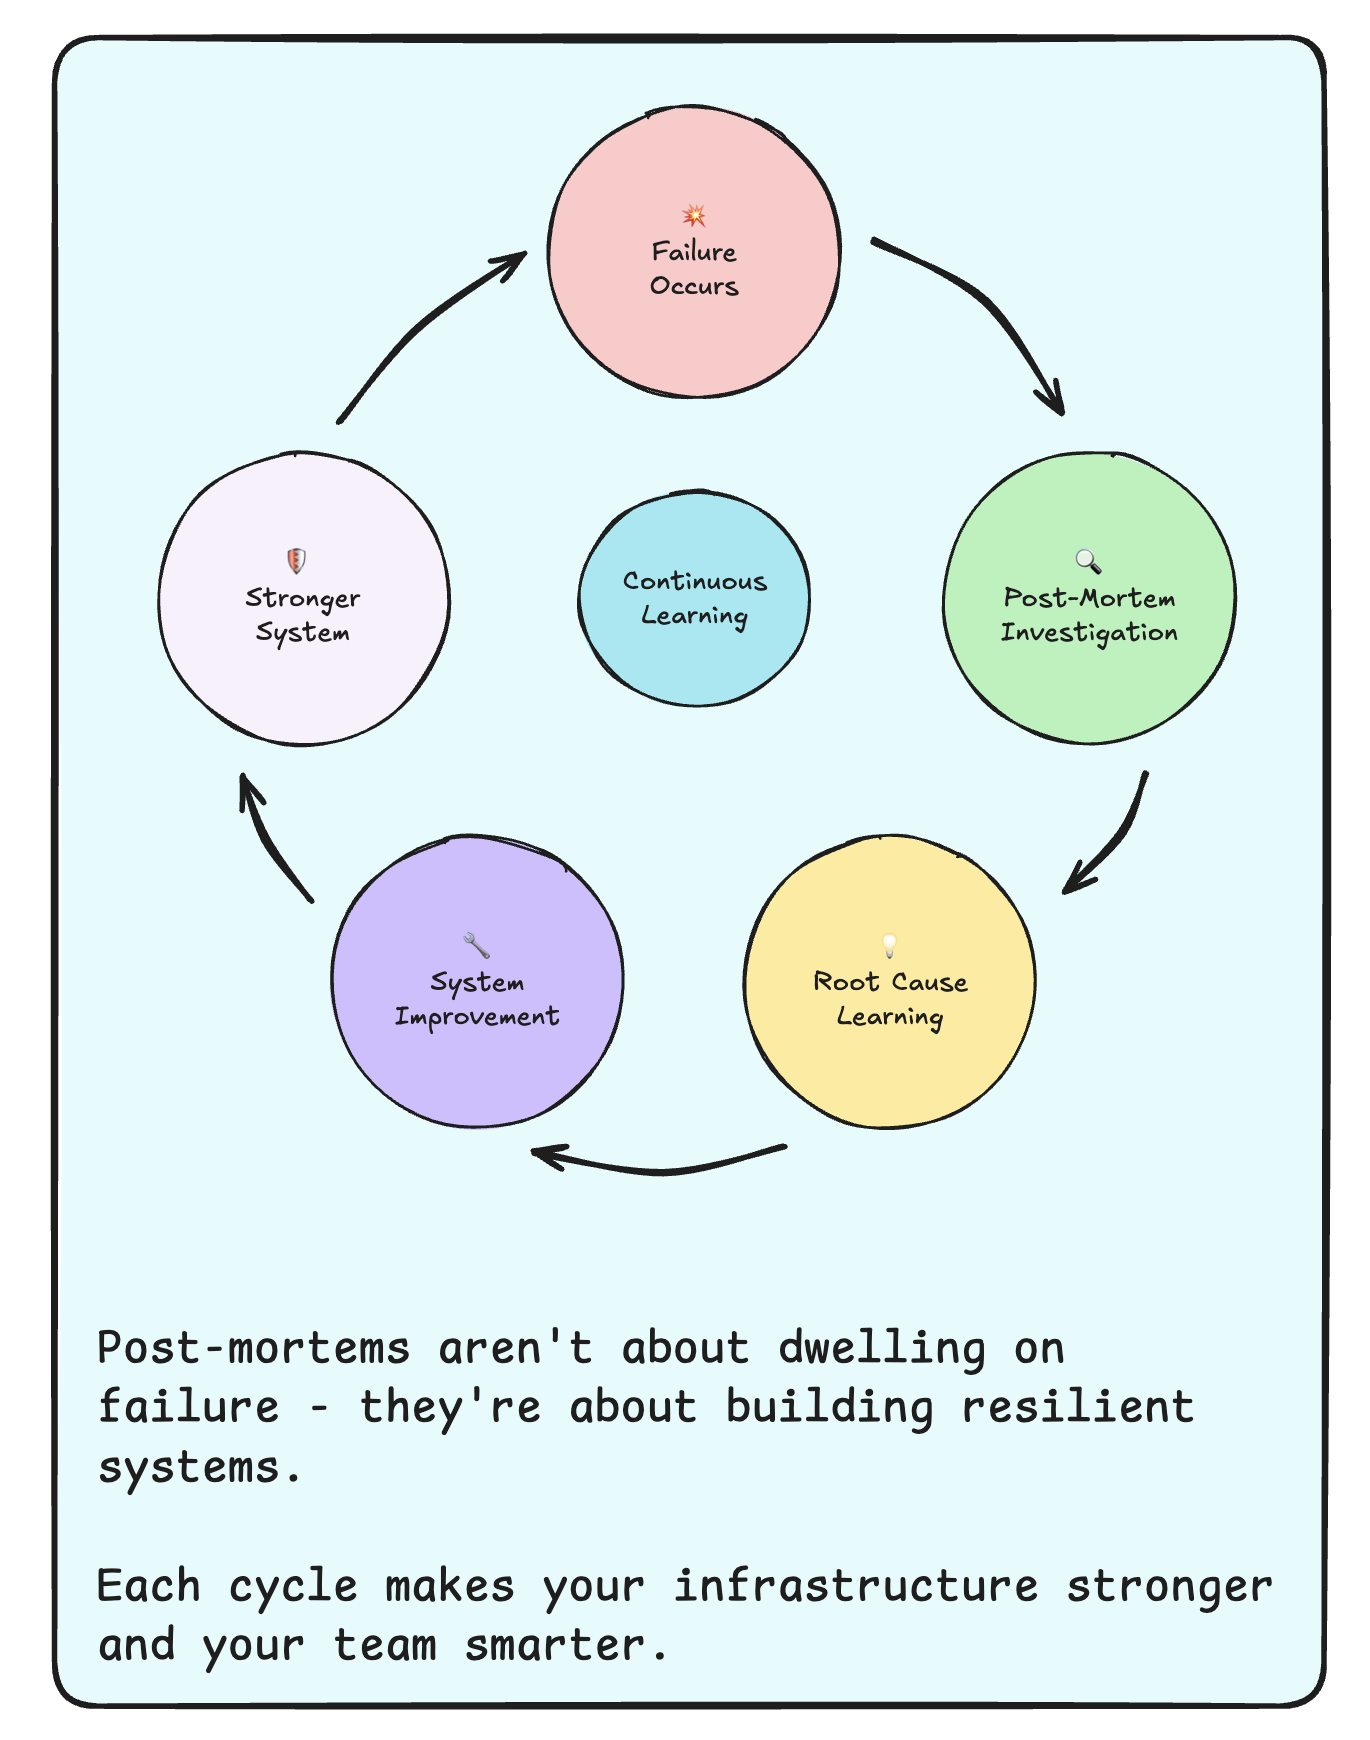 Failure
Occurs
Stronger
System
Continuous
Learning
Post-Mortem
Investigation
System
Improvement
Root Cause
Learning
Post-mortems aren't about dwelling on
failure - they're about building resilient
systems.
Each cycle makes your infrastructure stronger
and your team smarter.